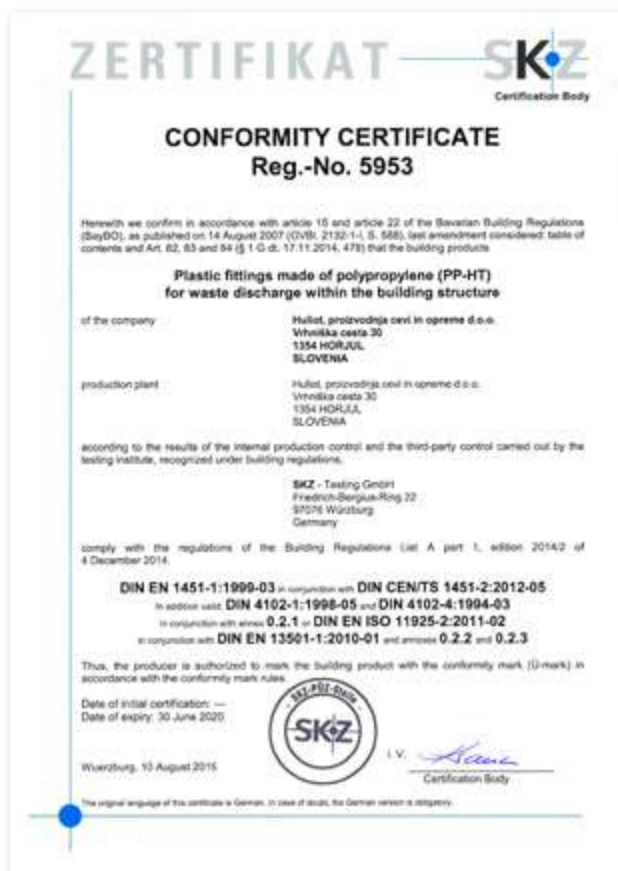 ZERTIFIKAT
SKZ
Certification Body
CONFORMITY CERTIFICATE
Reg.-No. 5953
Herewith we confirm in accordance with article 15 and article 22 of the Bavarian Building Regulations
(BayBO), as published on 14 August 2007 (GVBl. 2132-1-I, S. 588), last amendment considered: table of
contents and Art. 82, 83 and 84 (§ 1 G dt. 17.11.2014, 478) that the building products
Plastic fittings made of polypropylene (PP-HT)
for waste discharge within the building structure
of the company
Huliot, proizvodnja cevi in opreme d.o.o.
Vrhniška cesta 30
1354 HORJUL
SLOVENIA
production plant
Huliot, proizvodnja cevi in opreme d.o.o.
Vrhniška cesta 30
1354 HORJUL
SLOVENIA
according to the results of the internal production control and the third-party control carried out by the
testing institute, recognized under building regulations,
SKZ - Testing GmbH
Friedrich-Bergius-Ring 22
97076 Würzburg
Germany
comply with the regulations of the Building Regulations List A part 1, edition 2014/2 of
4 December 2014.
DIN EN 1451-1:1999-03 in conjunction with DIN CEN/TS 1451-2:2012-05
In addition valid: DIN 4102-1:1998-05 and DIN 4102-4:1994-03
in conjunction with annex 0.2.1 or DIN EN ISO 11925-2:2011-02
in conjunction with DIN EN 13501-1:2010-01 and annexes 0.2.2 and 0.2.3
Thus, the producer is authorized to mark the building product with the conformity mark (Ü-mark) in
accordance with the conformity mark rules.
Date of initial certification: —
Date of expiry: 30 June 2020
SKZ-PÜZ-Stelle
SKZ
i.V.
Wuerzburg, 10 August 2015
Certification Body
The original language of this certificate is German. In case of doubt, the German version is obligatory.